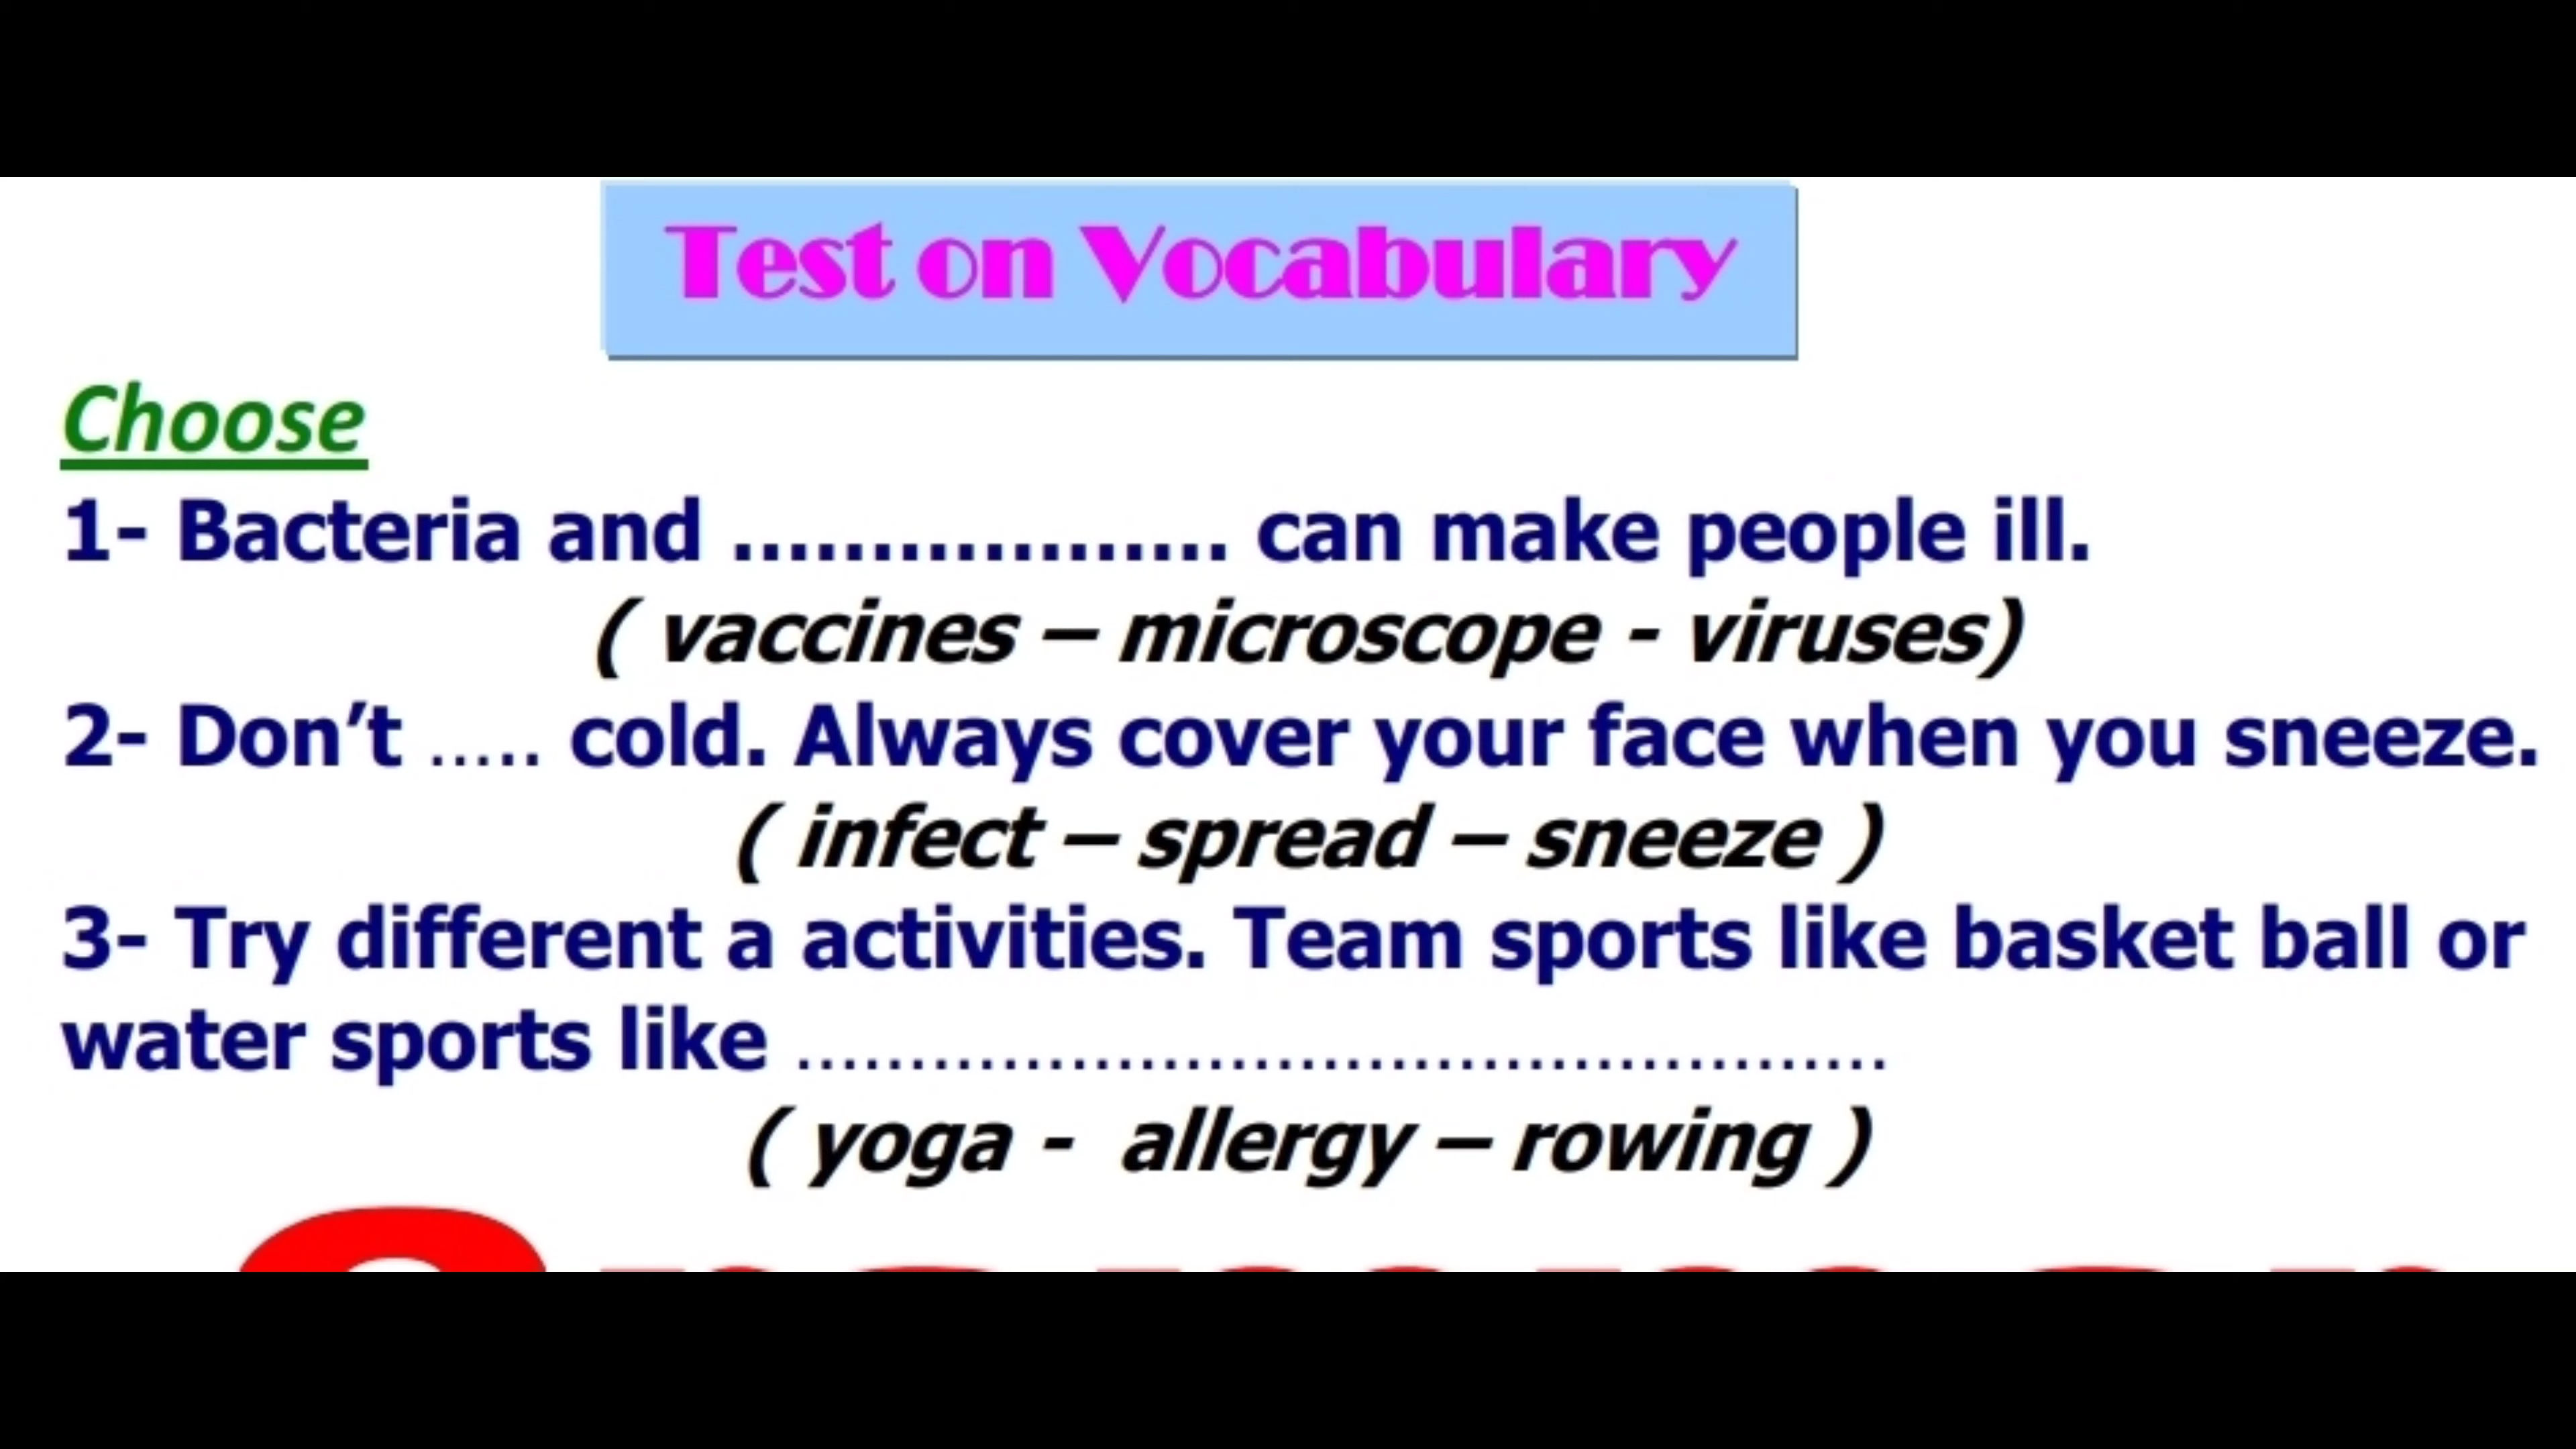 Test on Vocabulary
Choose
1- Bacteria and .................. can make people ill.
( vaccines – microscope - viruses)
2- Don’t ..... cold. Always cover your face when you sneeze.
( infect – spread – sneeze )
3- Try different a activities. Team sports like basket ball or
water sports like .......................................
( yoga - allergy – rowing )